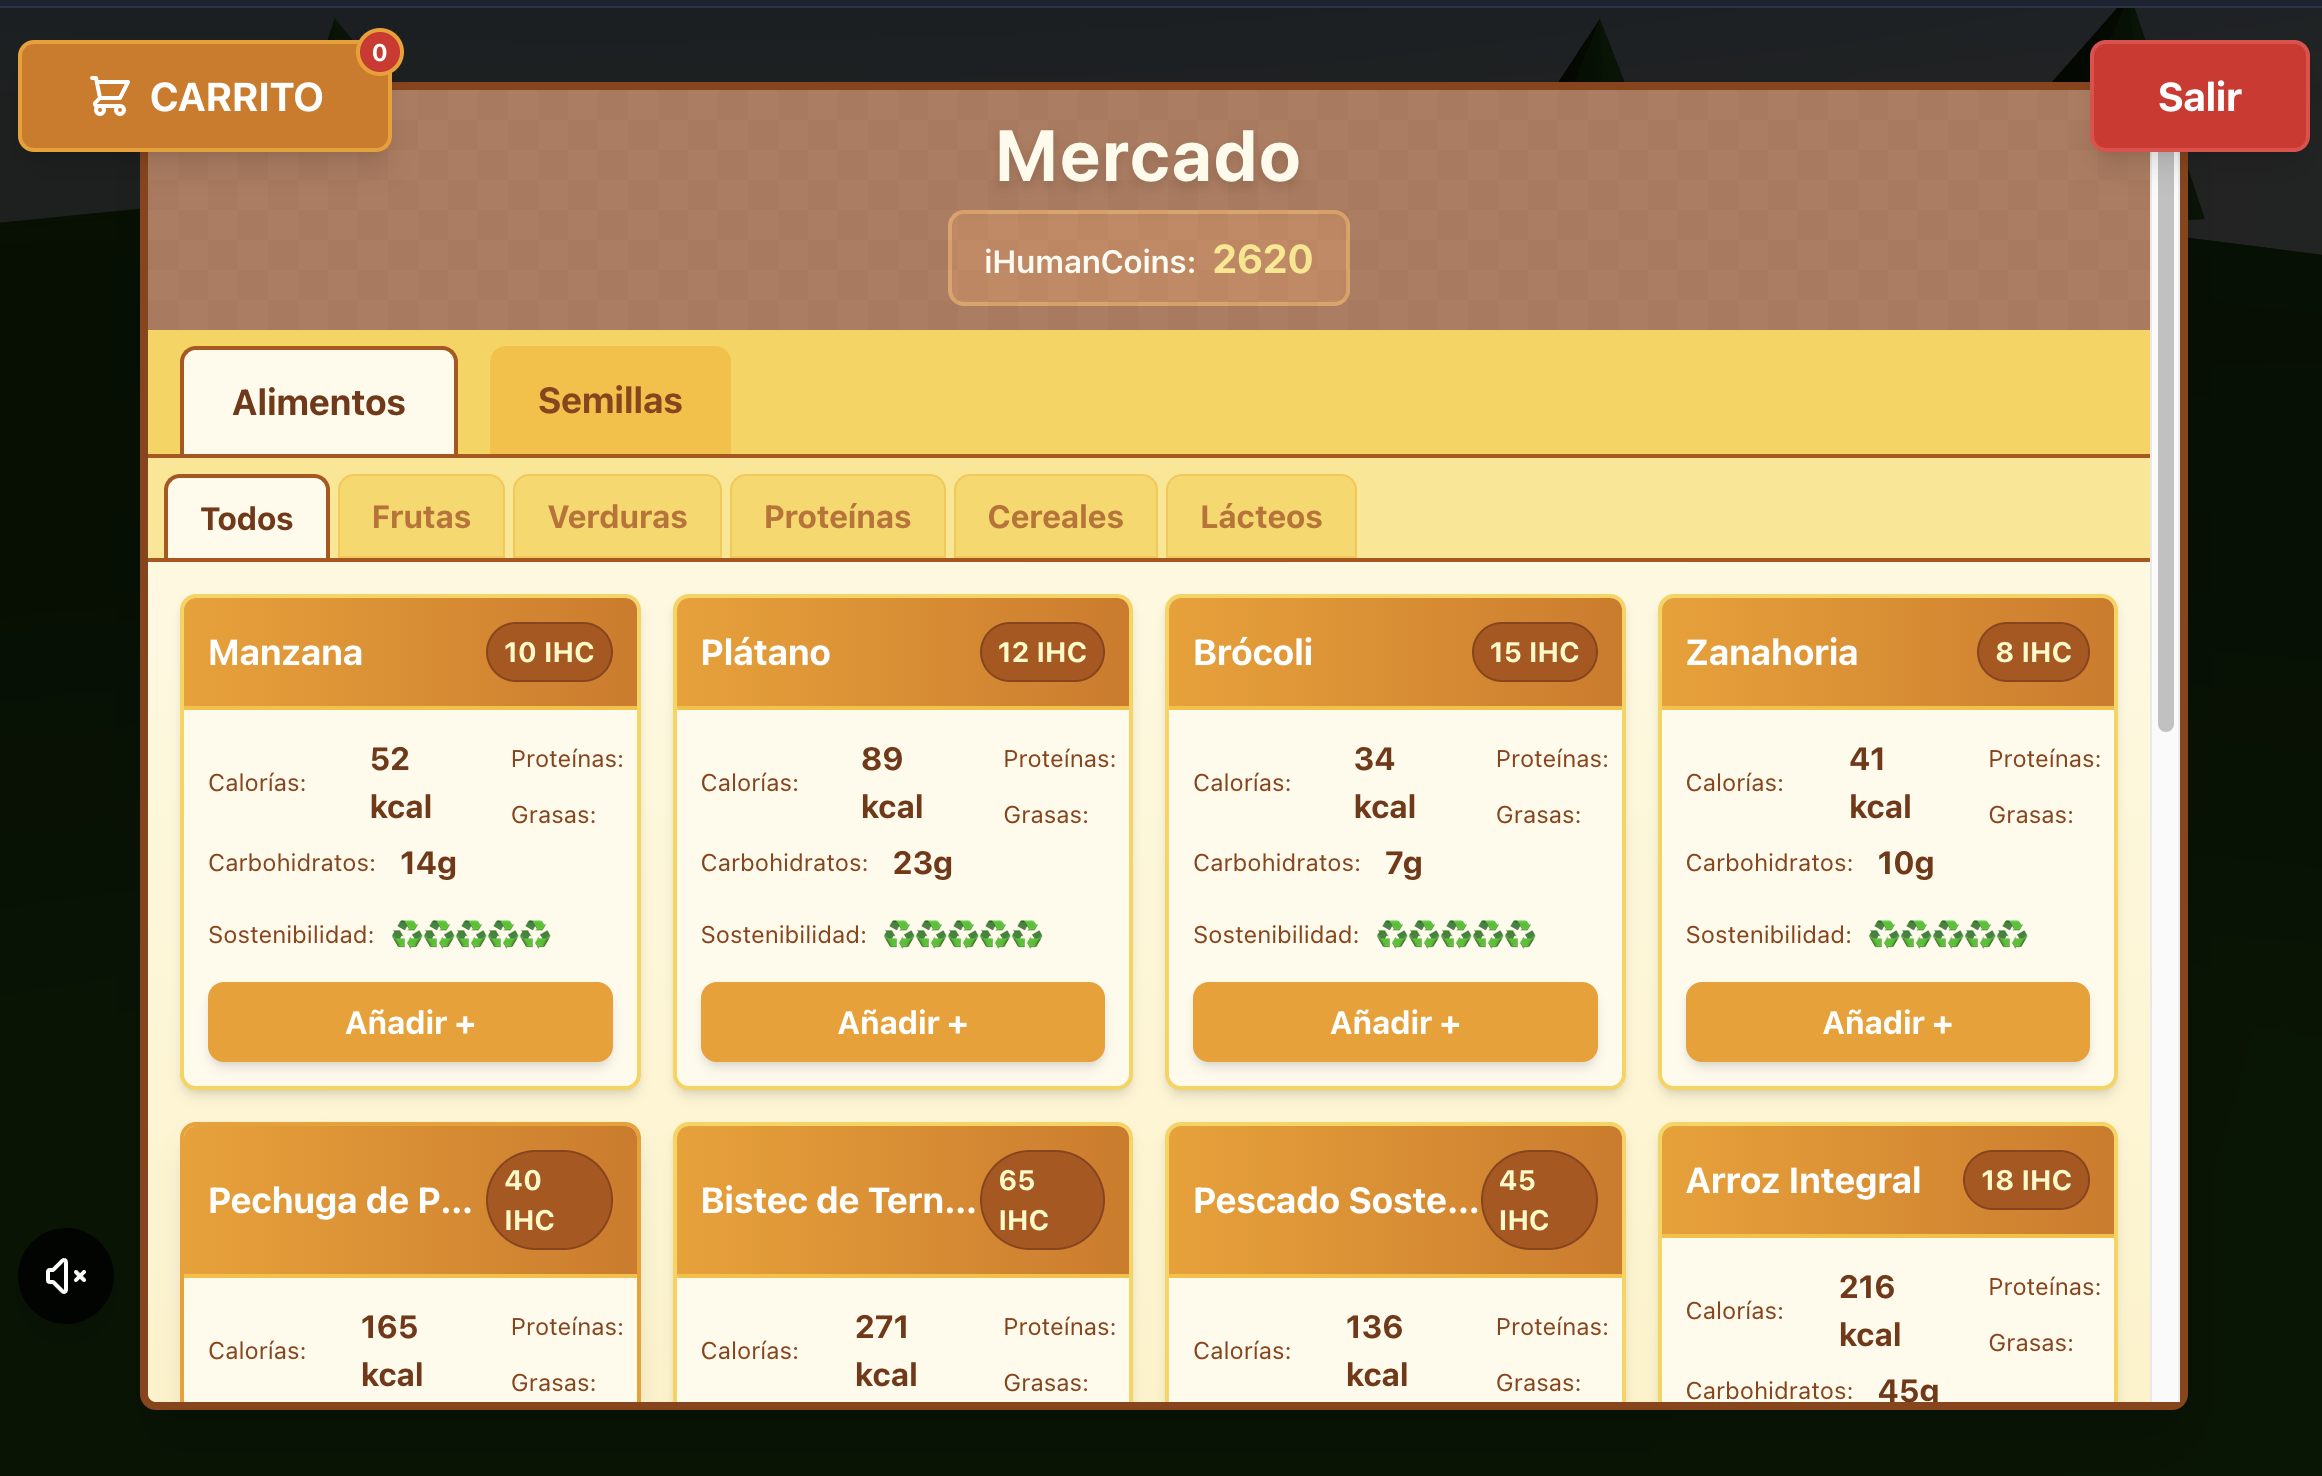 CARRITO
0
Salir
Mercado
iHumanCoins: 2620
Alimentos
Semillas
Todos
Frutas
Verduras
Proteínas
Cereales
Lácteos
Manzana
10 IHC
Calorías:
52
kcal
Proteínas:
Grasas:
Carbohidratos: 14g
Sostenibilidad: ♻️♻️♻️♻️♻️
Añadir +
Plátano
12 IHC
Calorías:
89
kcal
Proteínas:
Grasas:
Carbohidratos: 23g
Sostenibilidad: ♻️♻️♻️♻️♻️
Añadir +
Brócoli
15 IHC
Calorías:
34
kcal
Proteínas:
Grasas:
Carbohidratos: 7g
Sostenibilidad: ♻️♻️♻️♻️♻️
Añadir +
Zanahoria
8 IHC
Calorías:
41
kcal
Proteínas:
Grasas:
Carbohidratos: 10g
Sostenibilidad: ♻️♻️♻️♻️♻️
Añadir +
Pechuga de P...
40
IHC
Calorías:
165
kcal
Proteínas:
Grasas:
Bistec de Tern...
65
IHC
Calorías:
271
kcal
Proteínas:
Grasas:
Pescado Soste...
45
IHC
Calorías:
136
kcal
Proteínas:
Grasas:
Arroz Integral
18 IHC
Calorías:
216
kcal
Proteínas:
Grasas:
Carbohidratos: 45g